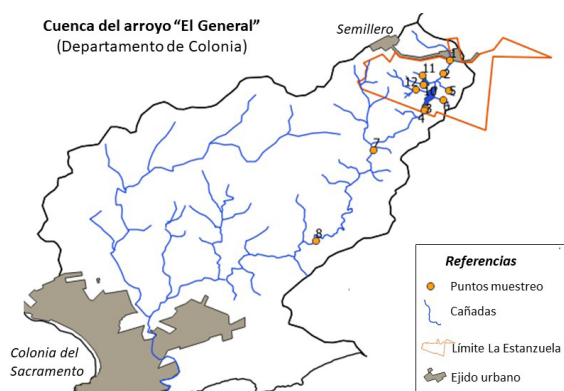 Cuenca del arroyo “El General”
(Departamento de Colonia)
Semillero
1
2
11
12
5
3
4
7
8
Colonia del
Sacramento
Referencias
Puntos muestreo
Cañadas
Límite La Estanzuela
Ejido urbano